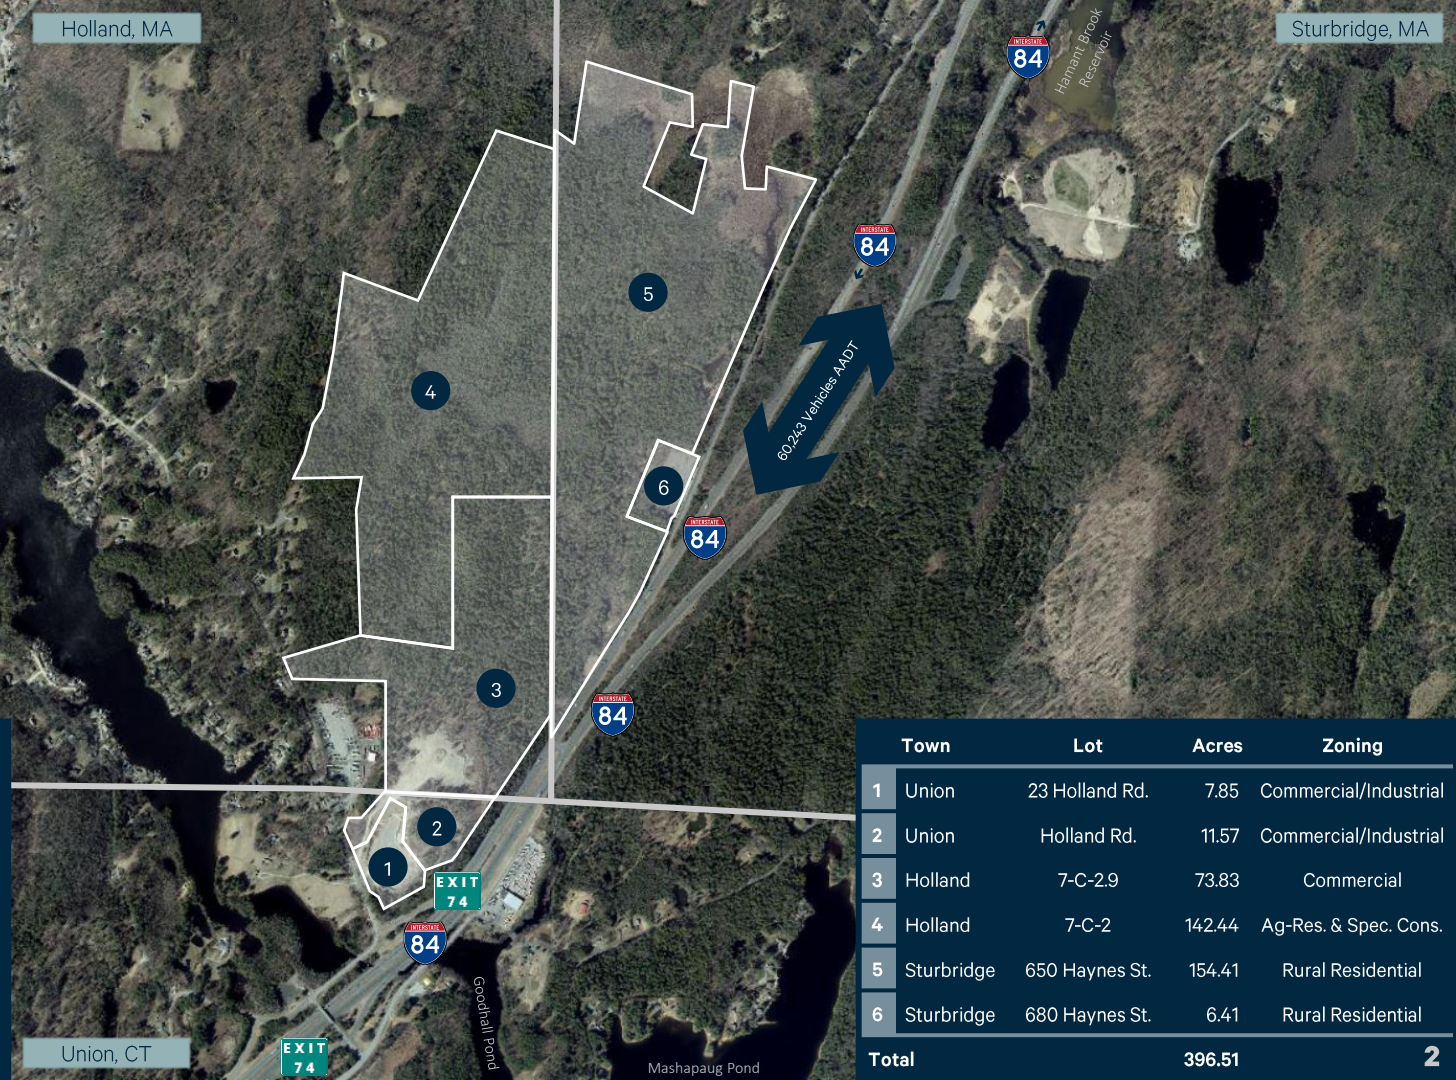 Holland, MA
Sturbridge, MA
INTERSTATE
84
Hamant Brook
Reservoir
INTERSTATE
84
5
4
60,243 Vehicles AADT
6
INTERSTATE
84
3
INTERSTATE
84
2
1
EXIT
74
INTERSTATE
84
Goodhall Pond
Union, CT
EXIT
74
Mashapaug Pond
Town Lot Acres Zoning
1 Union 23 Holland Rd. 7.85 Commercial/Industrial
2 Union Holland Rd. 11.57 Commercial/Industrial
3 Holland 7-C-2.9 73.83 Commercial
4 Holland 7-C-2 142.44 Ag-Res. & Spec. Cons.
5 Sturbridge 650 Haynes St. 154.41 Rural Residential
6 Sturbridge 680 Haynes St. 6.41 Rural Residential
Total 396.51
2